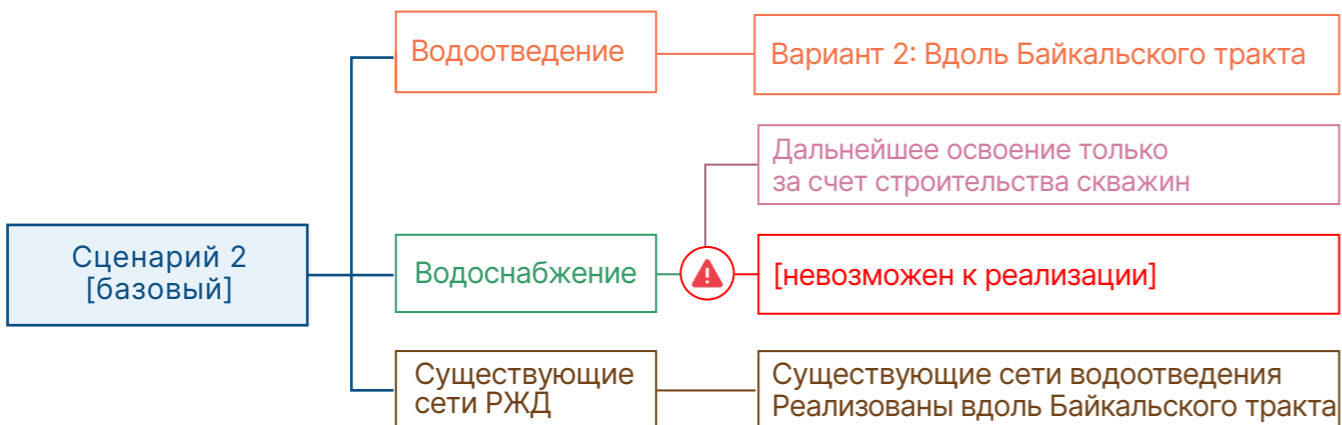 Сценарий 2
[базовый]
Водоотведение
Вариант 2: Вдоль Байкальского тракта
Водоснабжение
Дальнейшее освоение только
за счет строительства скважин
[невозможен к реализации]
Существующие
сети РЖД
Существующие сети водоотведения
Реализованы вдоль Байкальского тракта